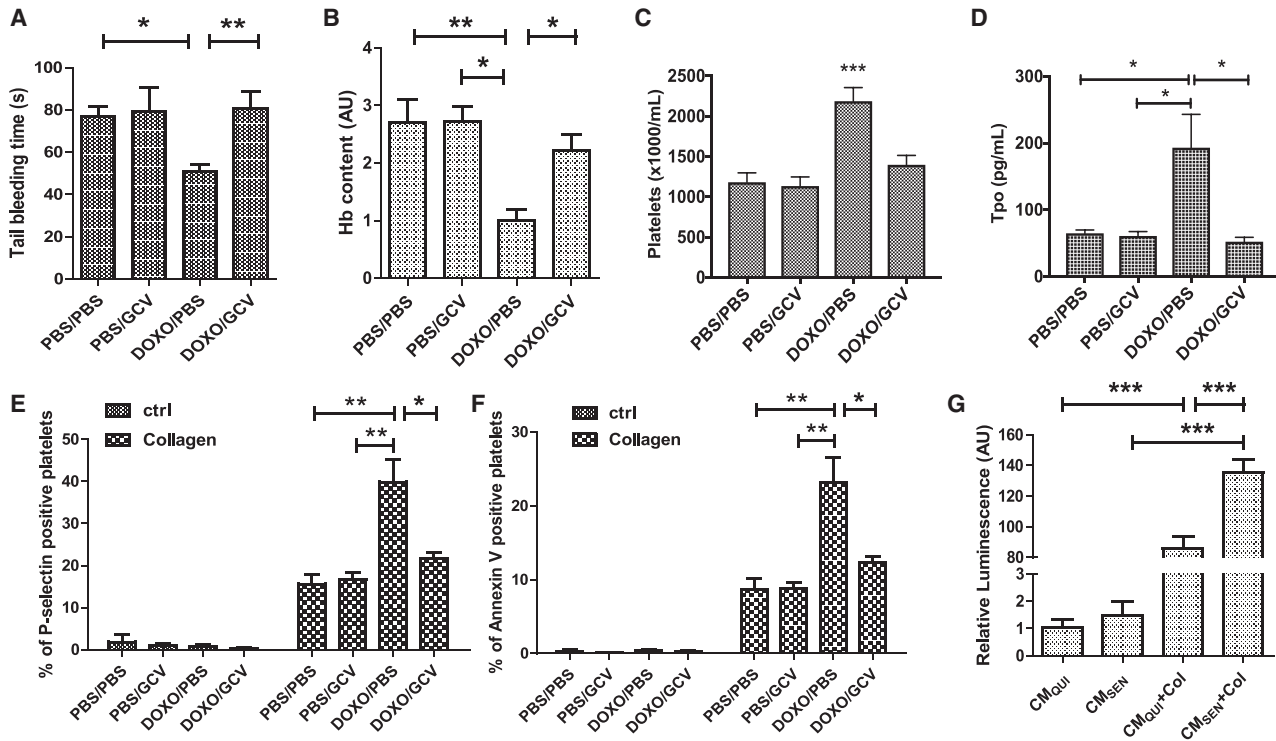 A
* **
Tail bleeding time (s)
100
80
60
40
20
0
PBS/PBS
PBS/GCV
DOXO/PBS
DOXO/GCV
B
** *
*
Hb content (AU)
4
3
2
1
0
PBS/PBS
PBS/GCV
DOXO/PBS
DOXO/GCV
C
***
Platelets (x1000/mL)
2500
2000
1500
1000
500
0
PBS/PBS
PBS/GCV
DOXO/PBS
DOXO/GCV
D
* *
*
Tpo (pg/mL)
300
200
100
0
PBS/PBS
PBS/GCV
DOXO/PBS
DOXO/GCV
E
ctrl
Collagen
** *
**
% of P-selectin positive platelets
50
40
30
20
10
0
PBS/PBS
PBS/GCV
DOXO/PBS
DOXO/GCV
PBS/PBS
PBS/GCV
DOXO/PBS
DOXO/GCV
F
ctrl
Collagen
** *
**
% of Annexin V positive platelets
30
20
10
0
PBS/PBS
PBS/GCV
DOXO/PBS
DOXO/GCV
PBS/PBS
PBS/GCV
DOXO/PBS
DOXO/GCV
G
*** ***
***
Relative Luminescence (AU)
160
140
120
100
80
3
2
1
0
CMQUI
CMSEN
CMQUI+Col
CMSEN+Col